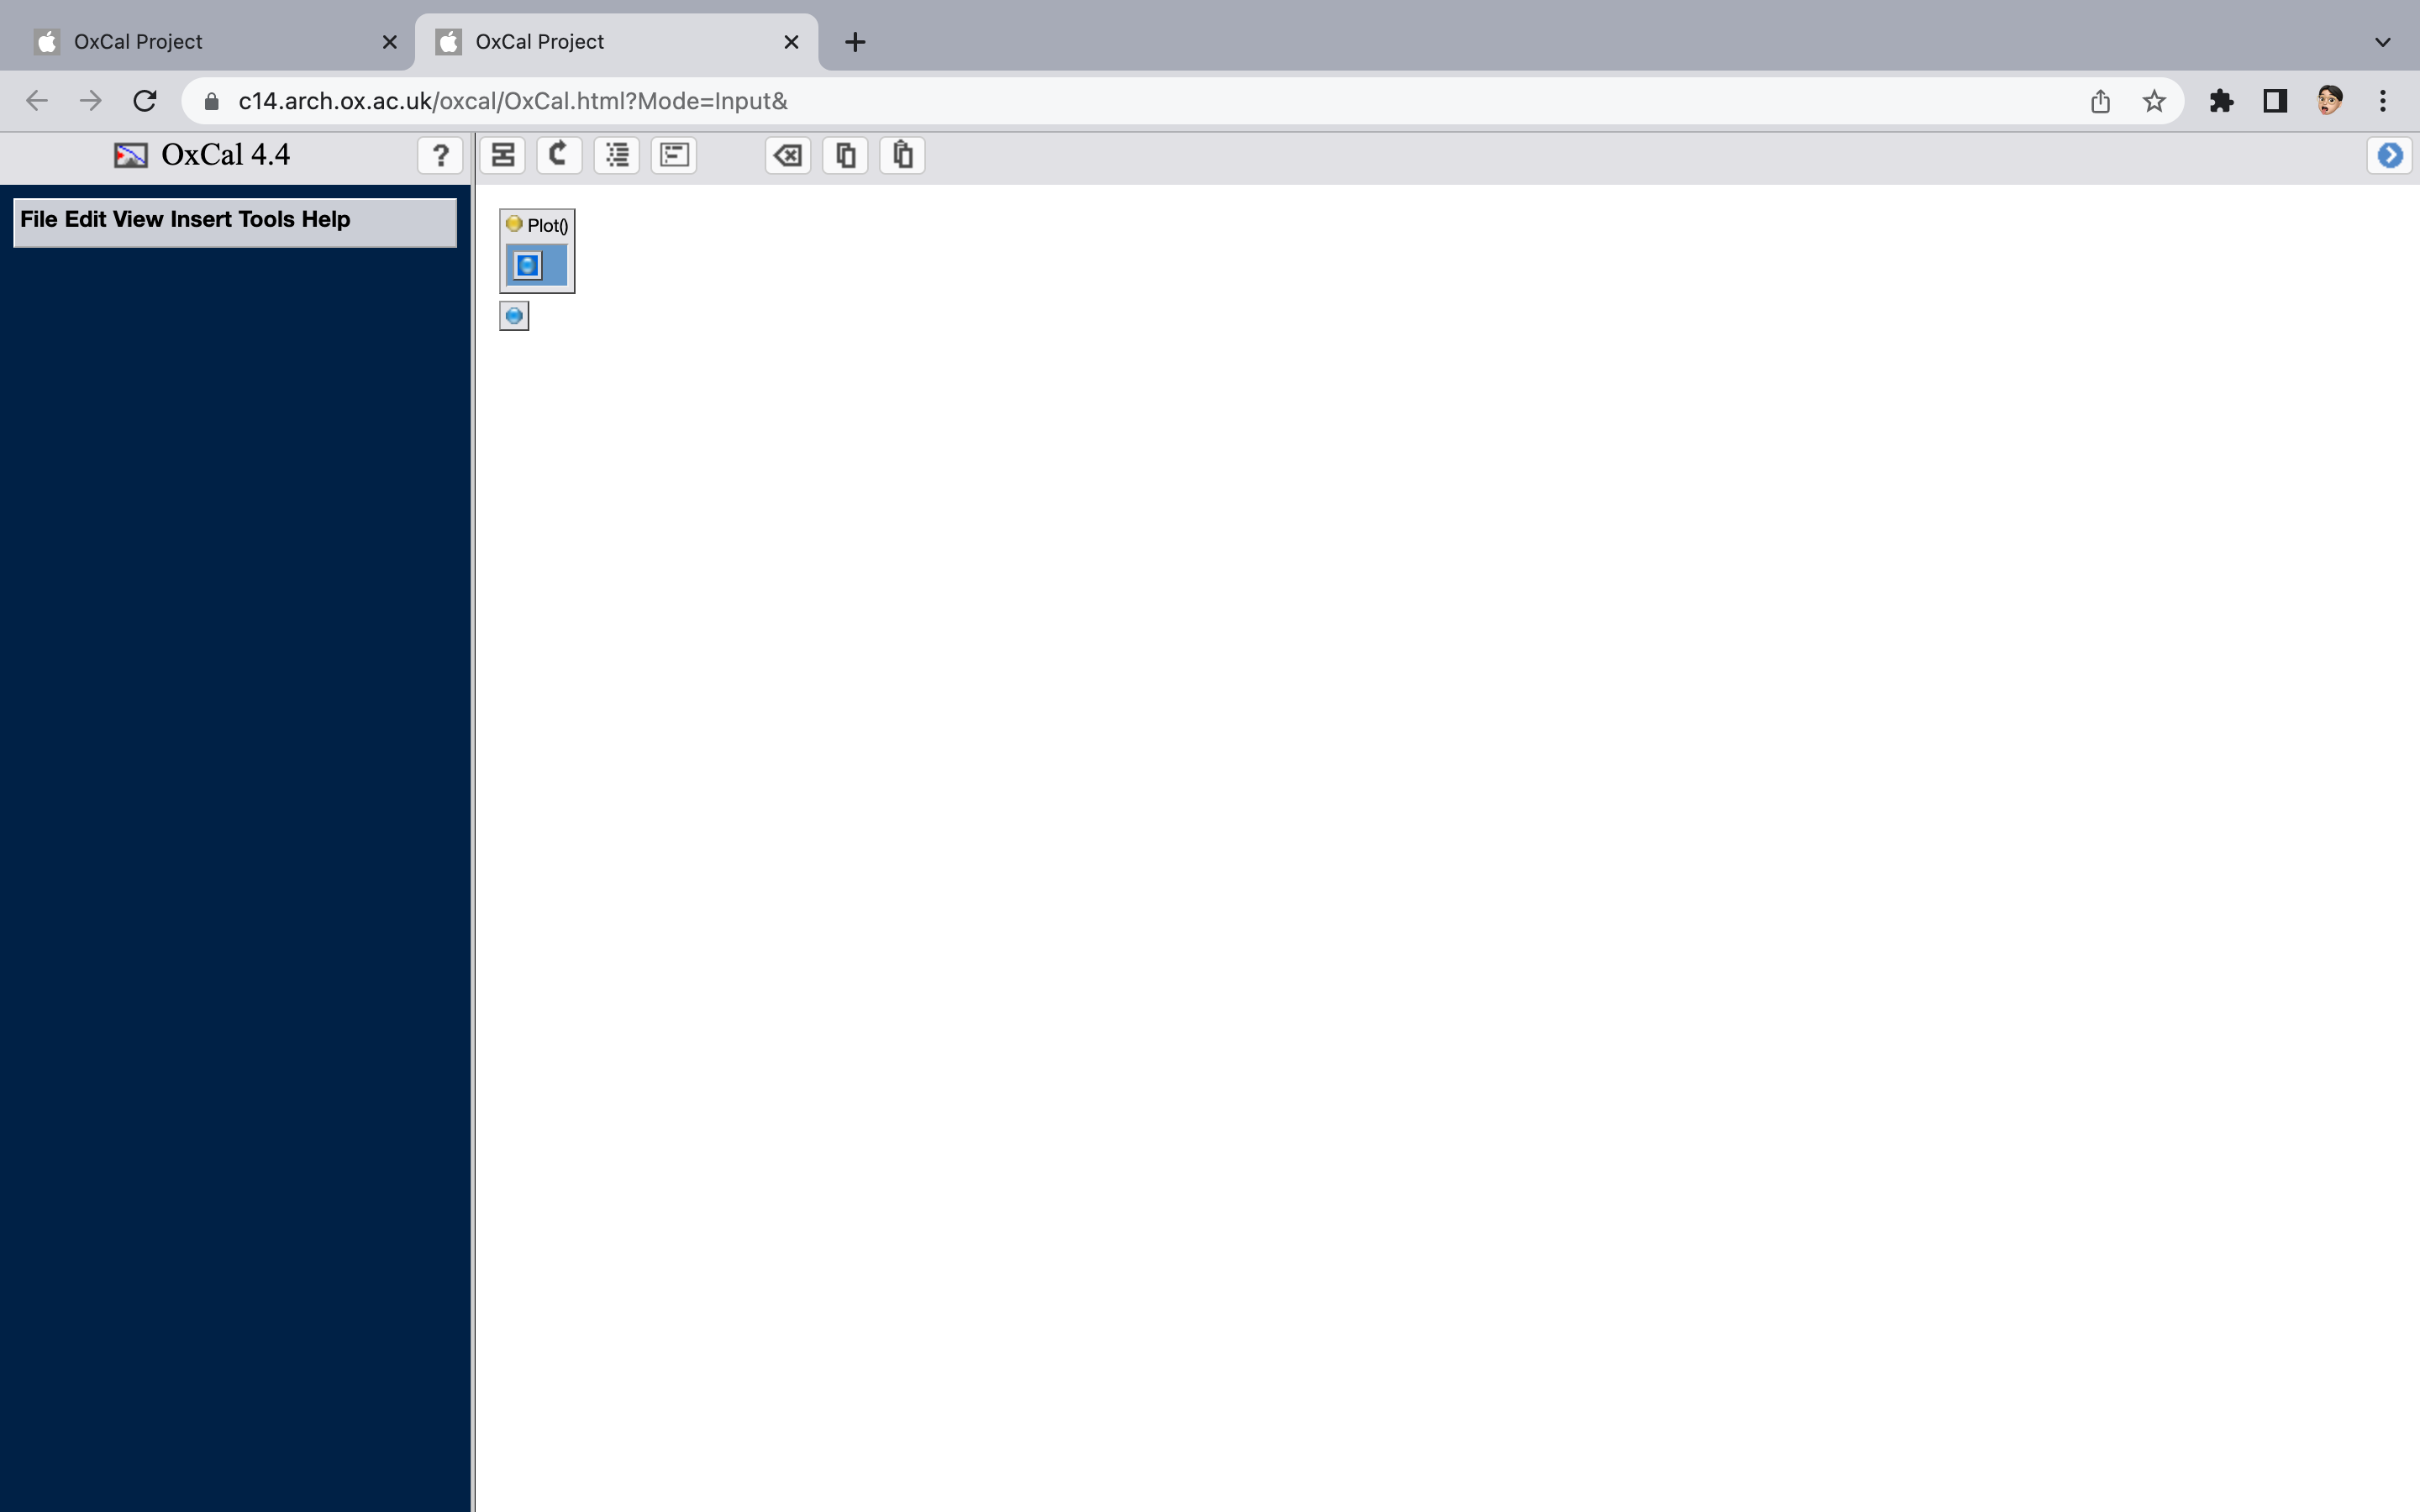 OxCal Project
OxCal Project
c14.arch.ox.ac.uk/oxcal/OxCal.html?Mode=Input&
OxCal 4.4
?
File Edit View Insert Tools Help
Plot()